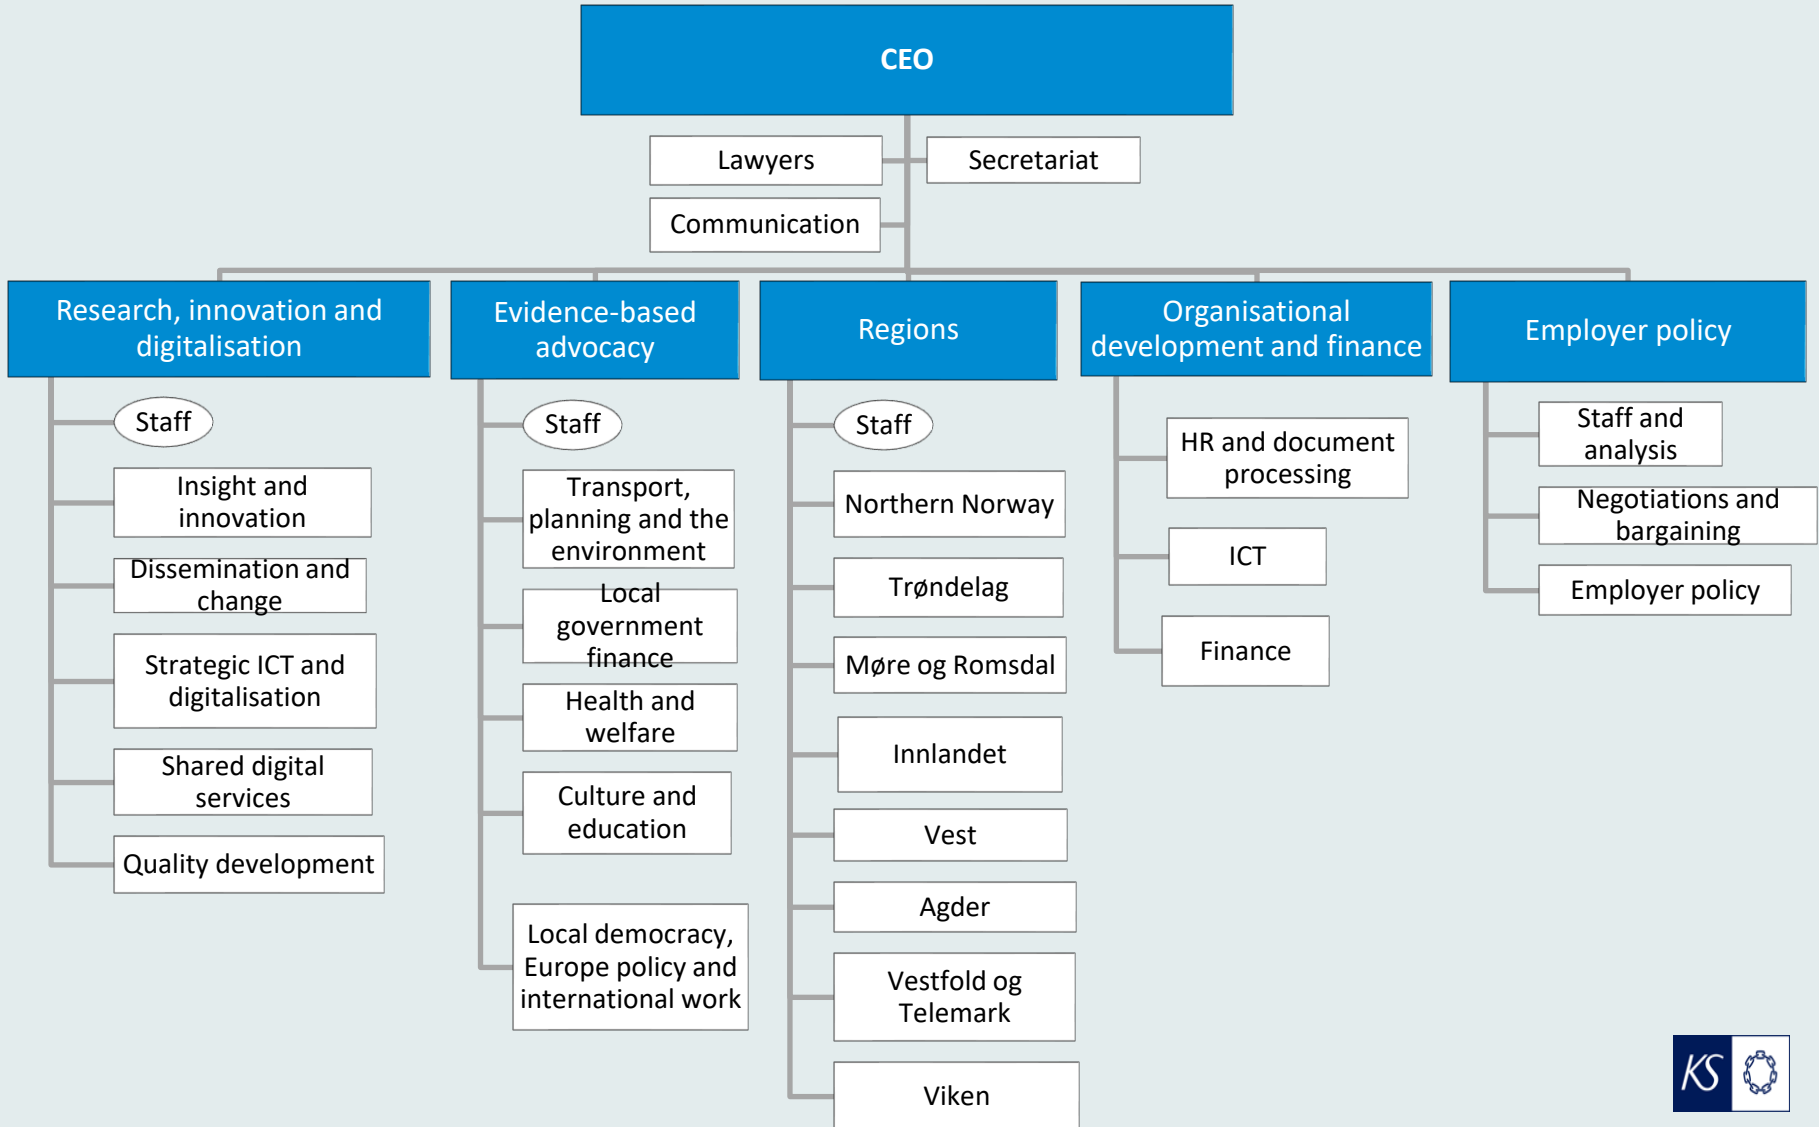 CEO
Lawyers
Secretariat
Communication
Research, innovation and
digitalisation
Staff
Insight and
innovation
Dissemination and
change
Strategic ICT and
digitalisation
Shared digital
services
Quality development
Evidence-based
advocacy
Staff
Transport,
planning and the
environment
Local
government
finance
Health and
welfare
Culture and
education
Local democracy,
Europe policy and
international work
Regions
Staff
Northern Norway
Trøndelag
Møre og Romsdal
Innlandet
Vest
Agder
Vestfold og
Telemark
Viken
Organisational
development and finance
HR and document
processing
ICT
Finance
Employer policy
Staff and
analysis
Negotiations and
bargaining
Employer policy
KS